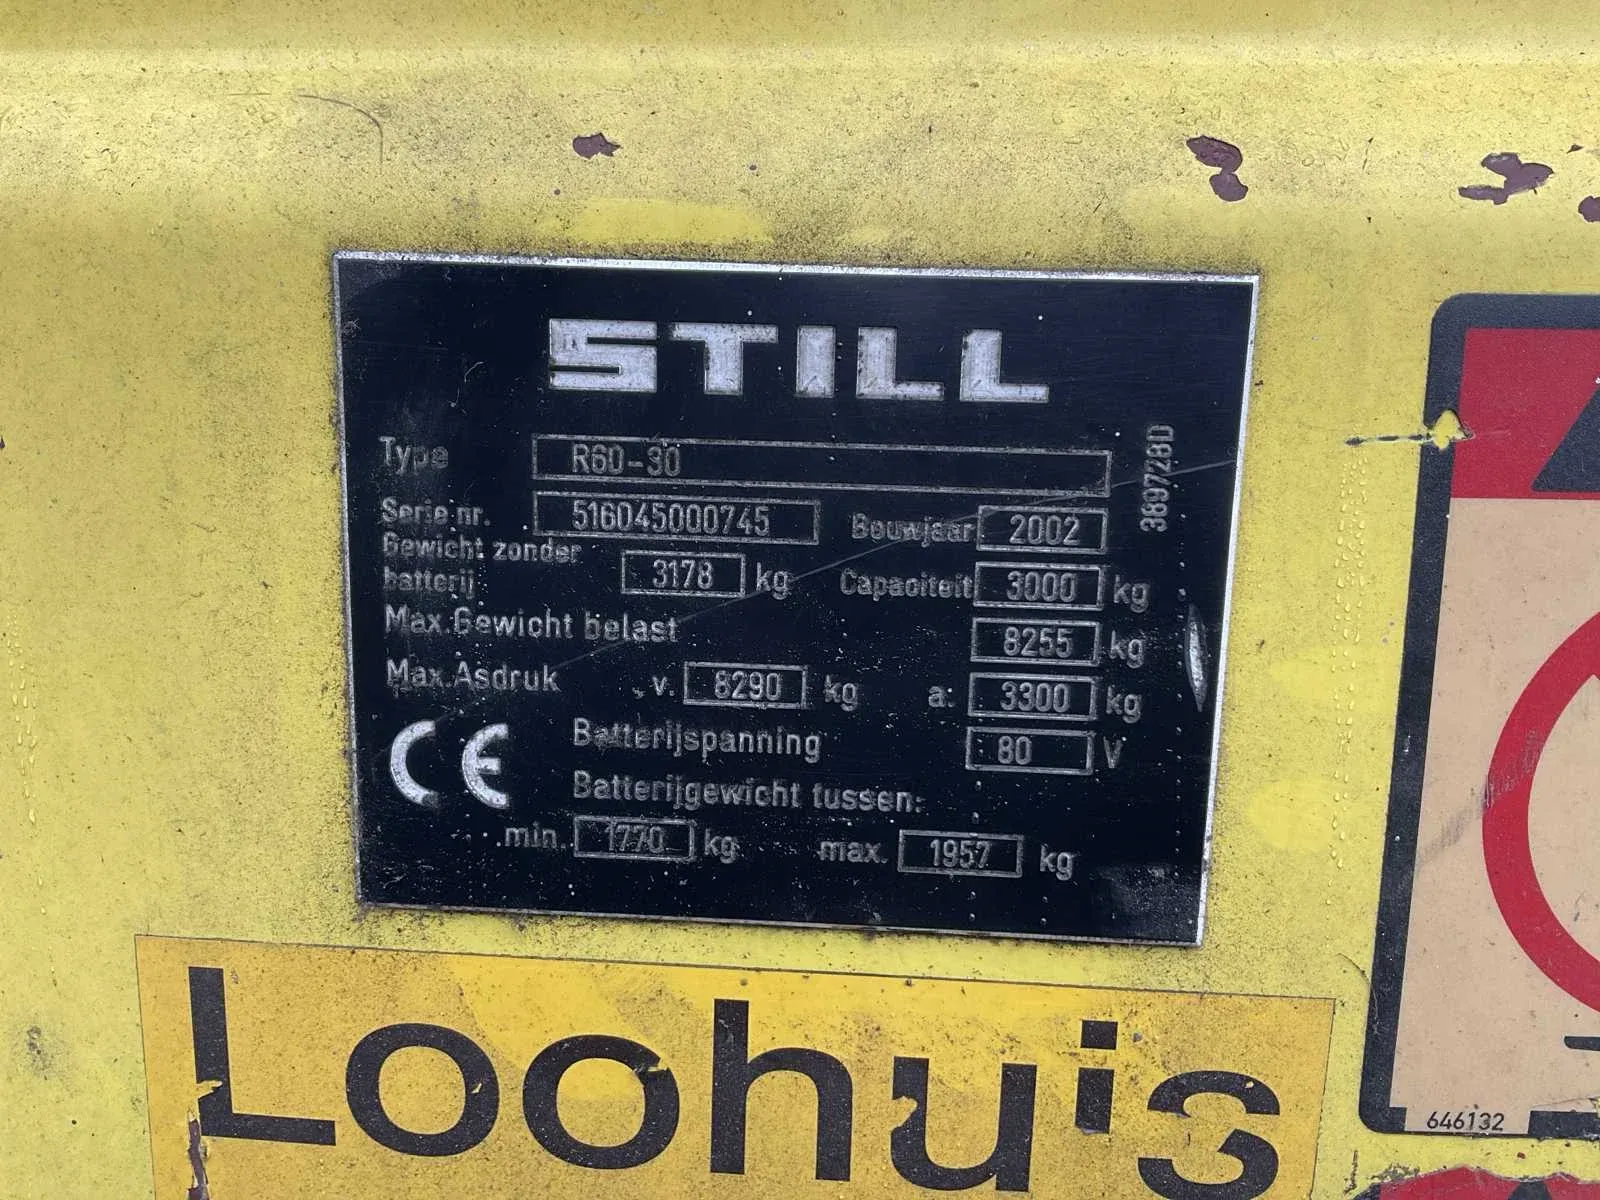 STILL
Type R60-30
389728D
Serie.nr. 516045000745 Bouwjaar 2002
Gewicht zonder
batterij 3178 kg Capaciteit 3000 kg
Max.Gewicht belast 8255 kg
Max.Asdruk v. 8290 kg a: 3300 kg
CE Batterijspanning 80 V
Batterijgewicht tussen:
min. 1770 kg max. 1957 kg
Loohuis
646132